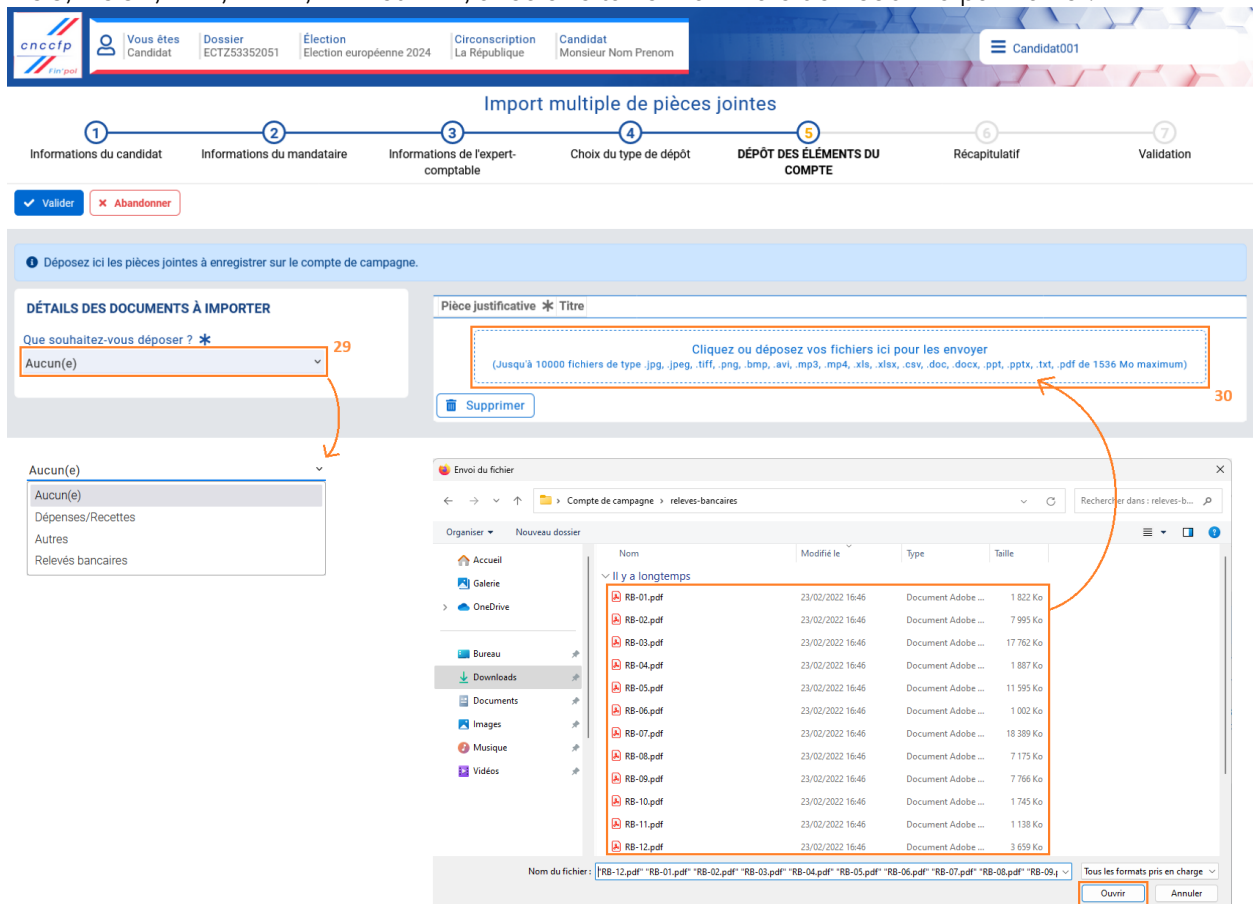 cnccfp
Fin'pol
Vous êtes
Candidat
Dossier
ECTZ53352051
Élection
Election européenne 2024
Circonscription
La République
Candidat
Monsieur Nom Prenom
Candidat001
Import multiple de pièces jointes
1
Informations du candidat
2
Informations du mandataire
3
Informations de l'expert-
comptable
4
Choix du type de dépôt
5
DÉPÔT DES ÉLÉMENTS DU
COMPTE
6
Récapitulatif
7
Validation
Valider
Abandonner
Déposez ici les pièces jointes à enregistrer sur le compte de campagne.
DÉTAILS DES DOCUMENTS À IMPORTER
Que souhaitez-vous déposer ? *
Aucun(e)
29
Pièce justificative * Titre
Cliquez ou déposez vos fichiers ici pour les envoyer
(Jusqu'à 10000 fichiers de type .jpg, .jpeg, .tiff, .png, .bmp, .avi, .mp3, .mp4, .xls, .xlsx, .csv, .doc, .docx, .ppt, .pptx, .txt, .pdf de 1536 Mo maximum)
30
Supprimer
Aucun(e)
Aucun(e)
Dépenses/Recettes
Autres
Relevés bancaires
Envoi du fichier
Compte de campagne > releves-bancaires
Rechercher dans : releves-b...
Organiser
Nouveau dossier
Accueil
Galerie
OneDrive
Bureau
Downloads
Documents
Images
Musique
Vidéos
Nom Modifié le Type Taille
Il y a longtemps
RB-01.pdf 23/02/2022 16:46 Document Adobe ... 1 822 Ko
RB-02.pdf 23/02/2022 16:46 Document Adobe ... 7 995 Ko
RB-03.pdf 23/02/2022 16:46 Document Adobe ... 17 762 Ko
RB-04.pdf 23/02/2022 16:46 Document Adobe ... 1 887 Ko
RB-05.pdf 23/02/2022 16:46 Document Adobe ... 11 595 Ko
RB-06.pdf 23/02/2022 16:46 Document Adobe ... 1 002 Ko
RB-07.pdf 23/02/2022 16:46 Document Adobe ... 18 389 Ko
RB-08.pdf 23/02/2022 16:46 Document Adobe ... 7 175 Ko
RB-09.pdf 23/02/2022 16:46 Document Adobe ... 7 766 Ko
RB-10.pdf 23/02/2022 16:46 Document Adobe ... 1 745 Ko
RB-11.pdf 23/02/2022 16:46 Document Adobe ... 1 138 Ko
RB-12.pdf 23/02/2022 16:46 Document Adobe ... 3 659 Ko
Nom du fichier : "RB-12.pdf" "RB-01.pdf" "RB-02.pdf" "RB-03.pdf" "RB-04.pdf" "RB-05.pdf" "RB-06.pdf" "RB-07.pdf" "RB-08.pdf" "RB-09.p
Tous les formats pris en charge
Ouvrir
Annuler